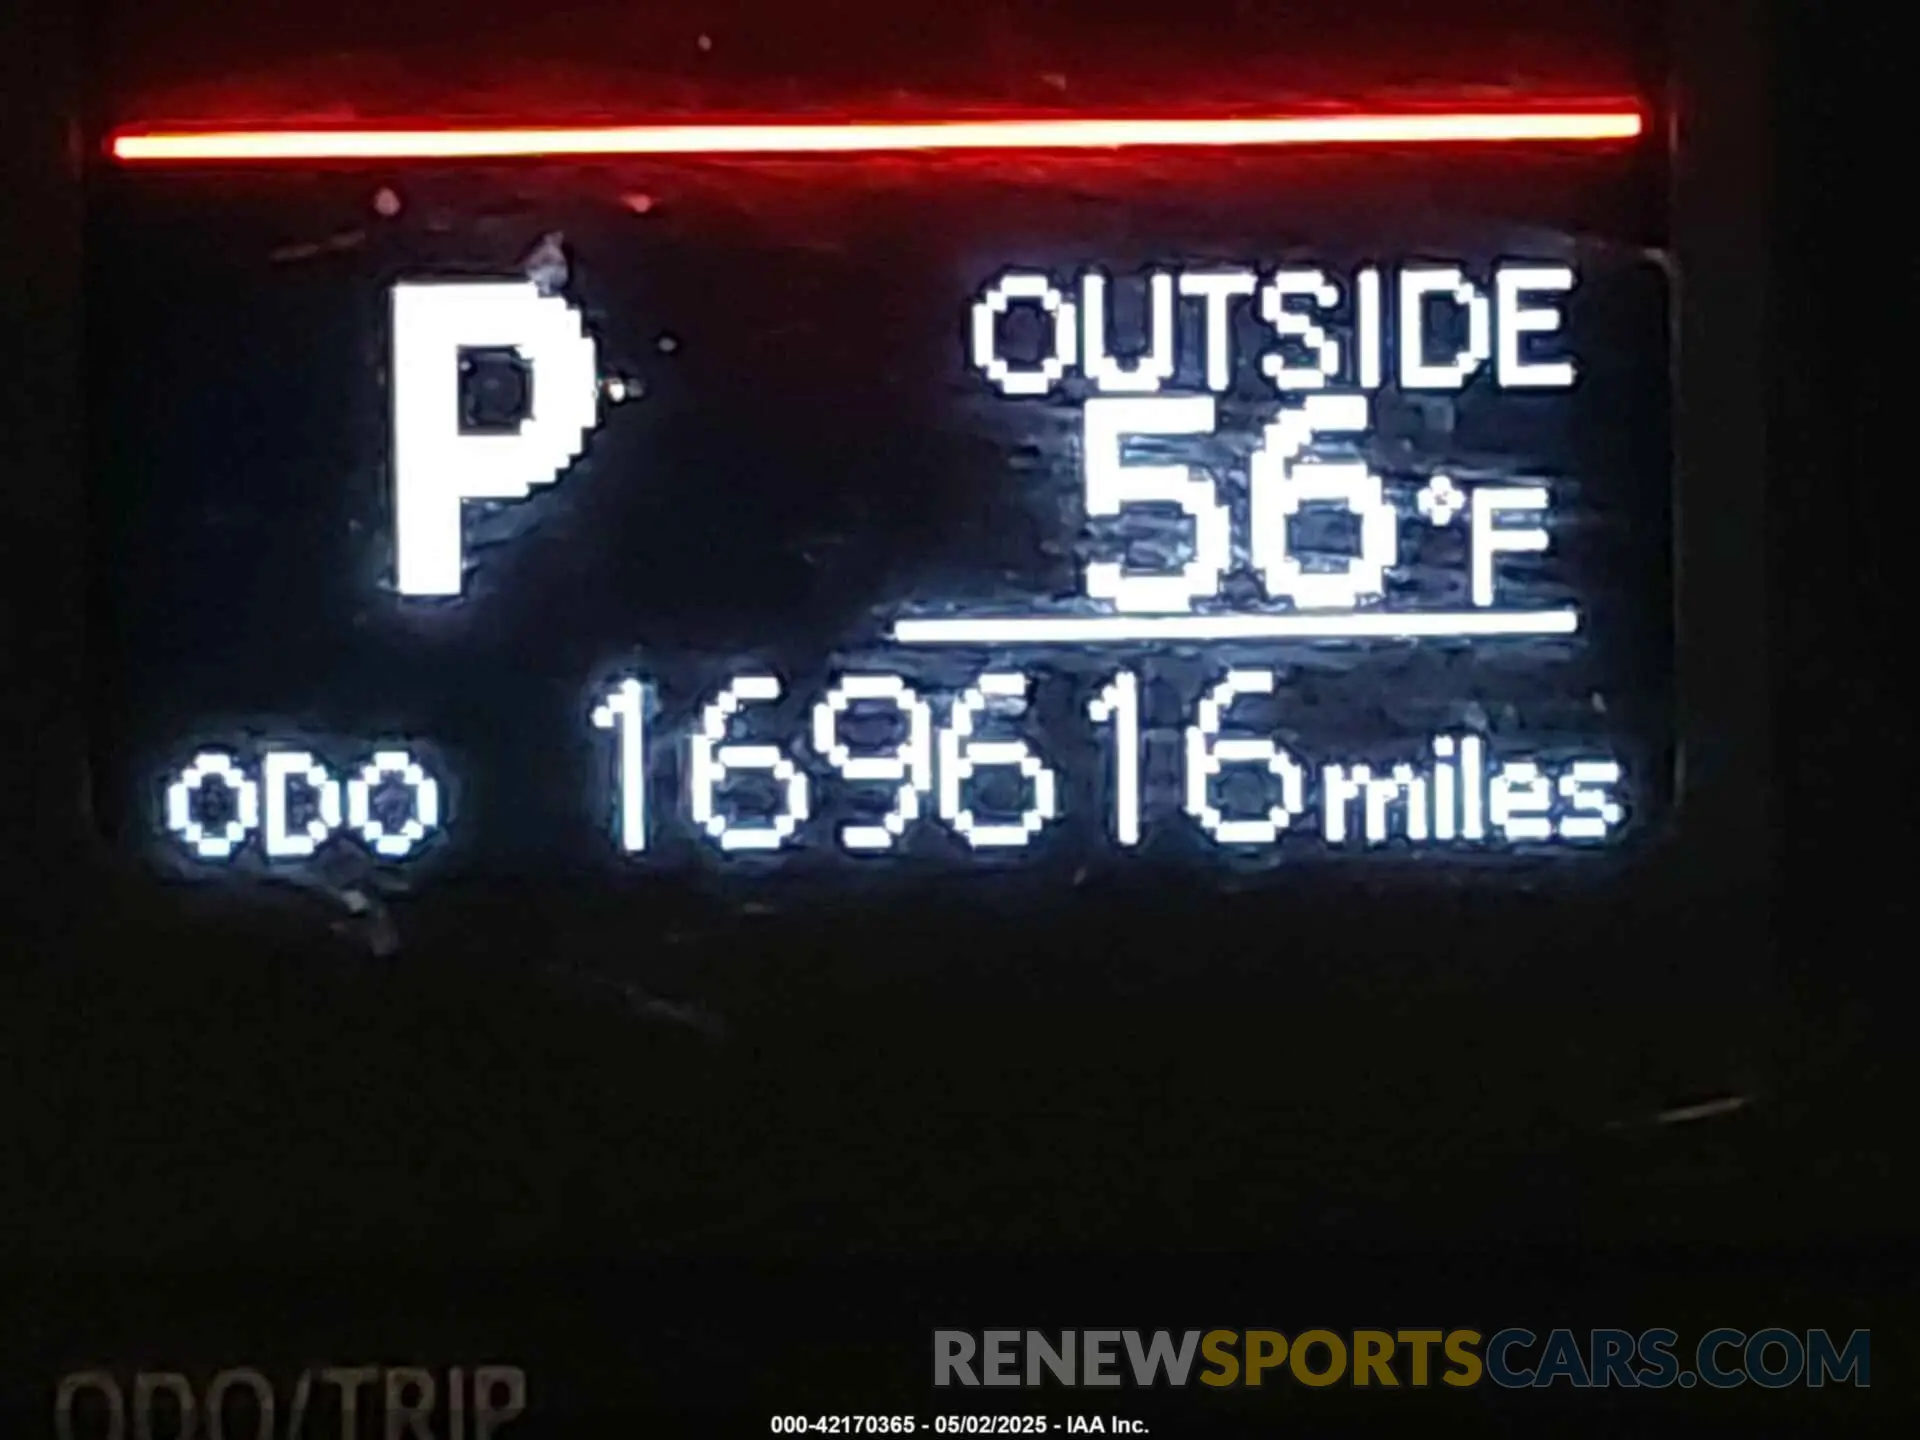 P
OUTSIDE
56°F
ODO 169616miles
RENEWSPORTSCARS.COM
ODO/TRIP
000-42170365 - 05/02/2025 - IAA Inc.